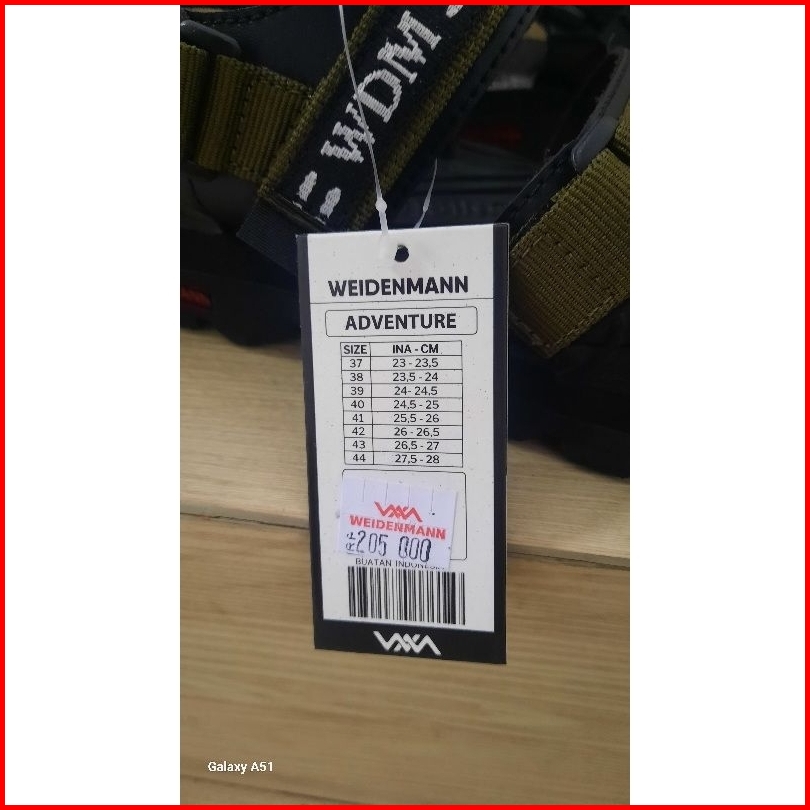 WDM
WEIDENMANN
ADVENTURE
SIZE INA - CM
37 23 - 23,5
38 23,5 - 24
39 24- 24,5
40 24,5 - 25
41 25,5 - 26
42 26 - 26,5
43 26,5 - 27
44 27,5 - 28
WEIDENMANN
205 000
BUATAN INDONESIA
Galaxy A51